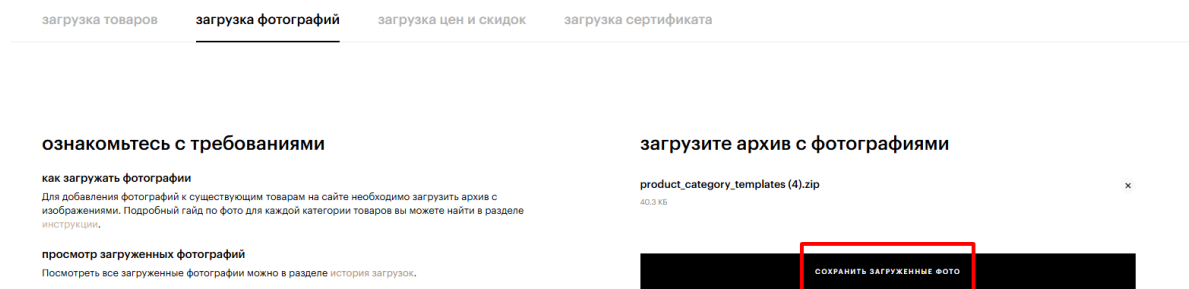 загрузка товаров загрузка фотографий загрузка цен и скидок загрузка сертификата
ознакомьтесь с требованиями
как загружать фотографии
Для добавления фотографий к существующим товарам на сайте необходимо загрузить архив с
изображениями. Подробный гайд по фото для каждой категории товаров вы можете найти в разделе
инструкции.
просмотр загруженных фотографий
Посмотреть все загруженные фотографии можно в разделе история загрузок.
загрузите архив с фотографиями
product_category_templates (4).zip
×
40.3 КБ
СОХРАНИТЬ ЗАГРУЖЕННЫЕ ФОТО